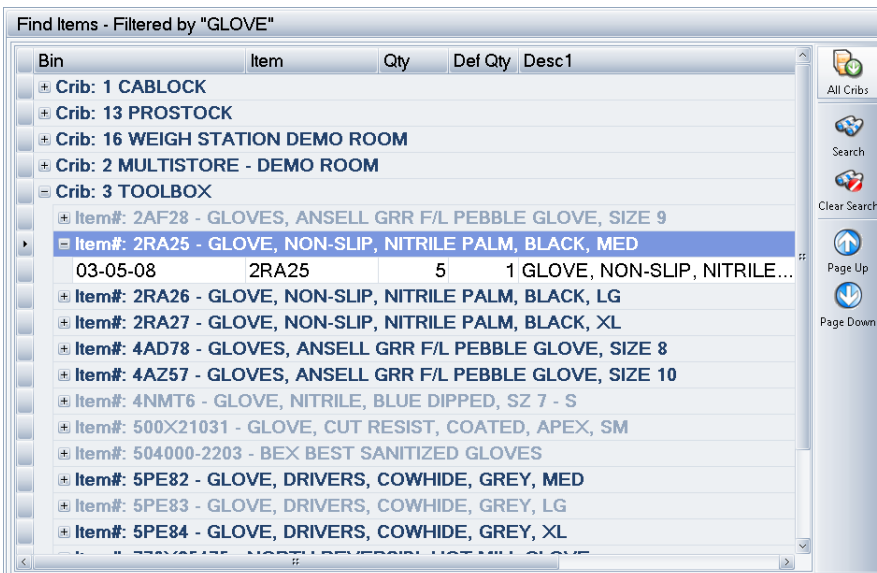 Find Items - Filtered by "GLOVE"
Bin Item Qty Def Qty Desc1
Crib: 1 CABLOCK
Crib: 13 PROSTOCK
Crib: 16 WEIGH STATION DEMO ROOM
Crib: 2 MULTISTORE - DEMO ROOM
Crib: 3 TOOLBOX
Item#: 2AF28 - GLOVES, ANSELL GRR F/L PEBBLE GLOVE, SIZE 9
Item#: 2RA25 - GLOVE, NON-SLIP, NITRILE PALM, BLACK, MED
03-05-08 2RA25 5 1 GLOVE, NON-SLIP, NITRILE...
Item#: 2RA26 - GLOVE, NON-SLIP, NITRILE PALM, BLACK, LG
Item#: 2RA27 - GLOVE, NON-SLIP, NITRILE PALM, BLACK, XL
Item#: 4AD78 - GLOVES, ANSELL GRR F/L PEBBLE GLOVE, SIZE 8
Item#: 4AZ57 - GLOVES, ANSELL GRR F/L PEBBLE GLOVE, SIZE 10
Item#: 4NMT6 - GLOVE, NITRILE, BLUE DIPPED, SZ 7 - S
Item#: 500X21031 - GLOVE, CUT RESIST, COATED, APEX, SM
Item#: 504000-2203 - BEX BEST SANITIZED GLOVES
Item#: 5PE82 - GLOVE, DRIVERS, COWHIDE, GREY, MED
Item#: 5PE83 - GLOVE, DRIVERS, COWHIDE, GREY, LG
Item#: 5PE84 - GLOVE, DRIVERS, COWHIDE, GREY, XL
All Cribs
Search
Clear Search
Page Up
Page Down